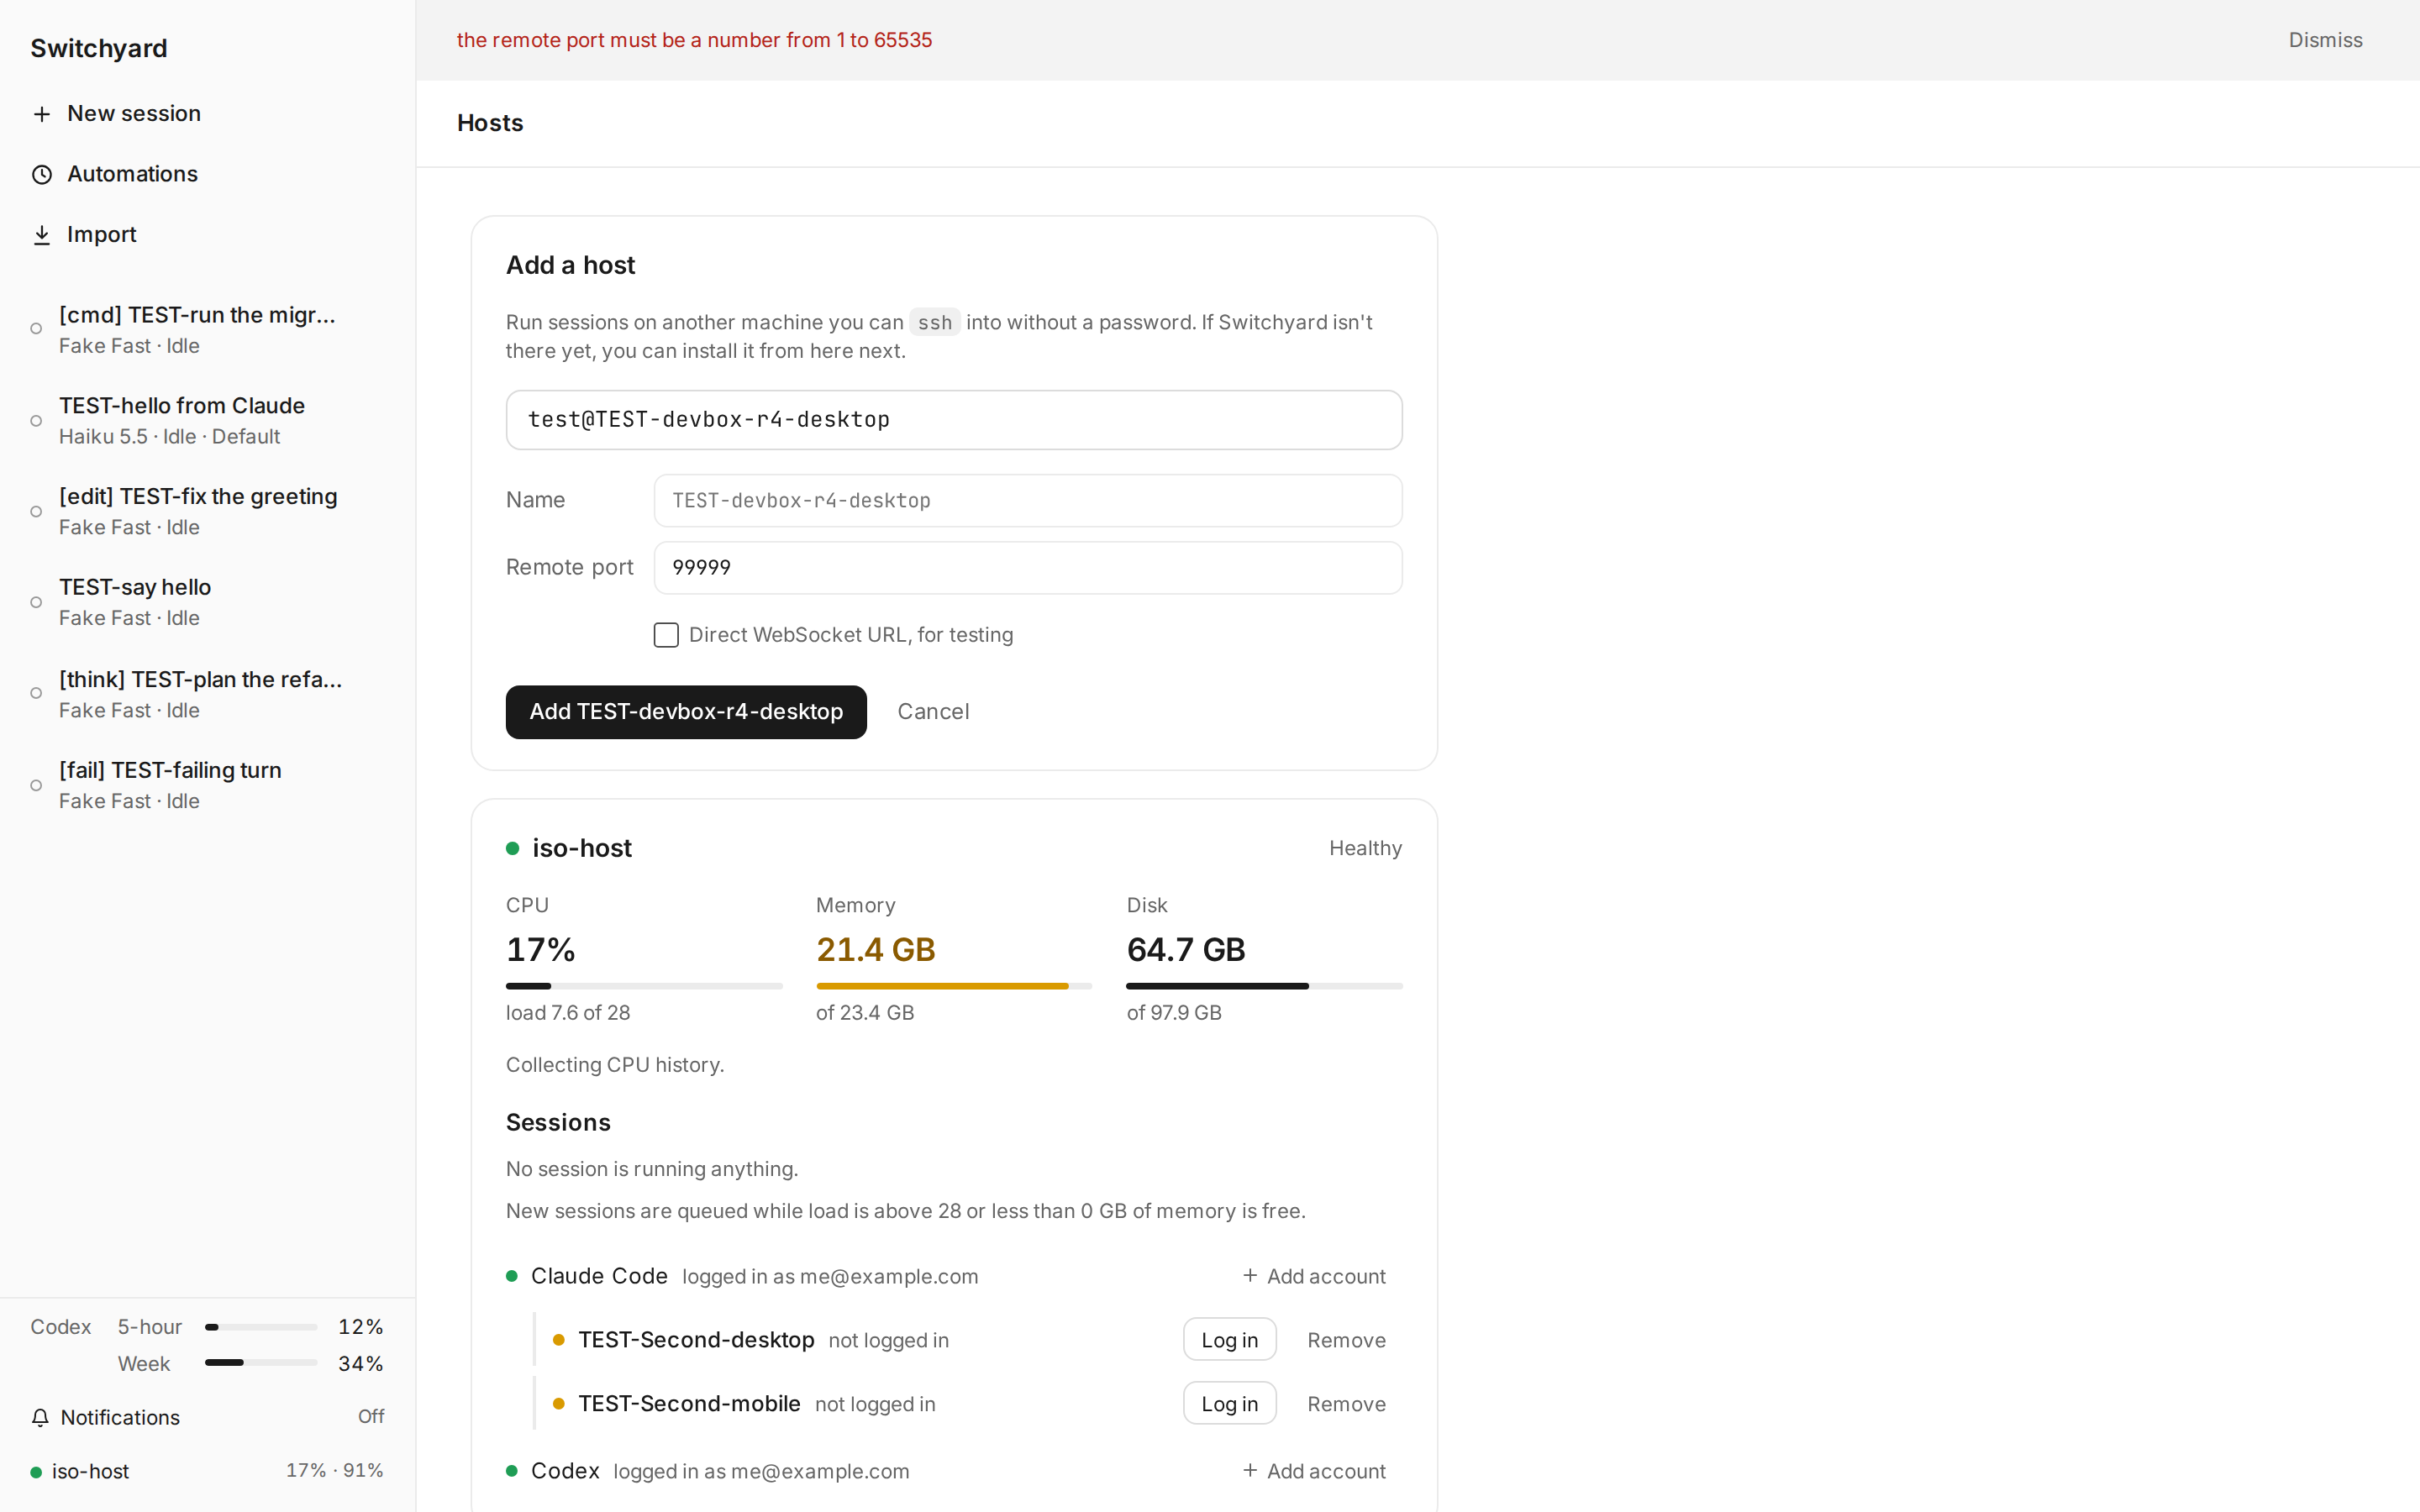 Switchyard
New session
Automations
Import
[cmd] TEST-run the migr...
Fake Fast · Idle
TEST-hello from Claude
Haiku 5.5 · Idle · Default
[edit] TEST-fix the greeting
Fake Fast · Idle
TEST-say hello
Fake Fast · Idle
[think] TEST-plan the refa...
Fake Fast · Idle
[fail] TEST-failing turn
Fake Fast · Idle
Codex 5-hour 12%
Week 34%
Notifications Off
iso-host 17% · 91%
the remote port must be a number from 1 to 65535 Dismiss
Hosts
Add a host
Run sessions on another machine you can ssh into without a password. If Switchyard isn't
there yet, you can install it from here next.
test@TEST-devbox-r4-desktop
Name TEST-devbox-r4-desktop
Remote port 99999
Direct WebSocket URL, for testing
Add TEST-devbox-r4-desktop Cancel
iso-host Healthy
CPU Memory Disk
17% 21.4 GB 64.7 GB
load 7.6 of 28 of 23.4 GB of 97.9 GB
Collecting CPU history.
Sessions
No session is running anything.
New sessions are queued while load is above 28 or less than 0 GB of memory is free.
Claude Code logged in as me@example.com + Add account
TEST-Second-desktop not logged in Log in Remove
TEST-Second-mobile not logged in Log in Remove
Codex logged in as me@example.com + Add account